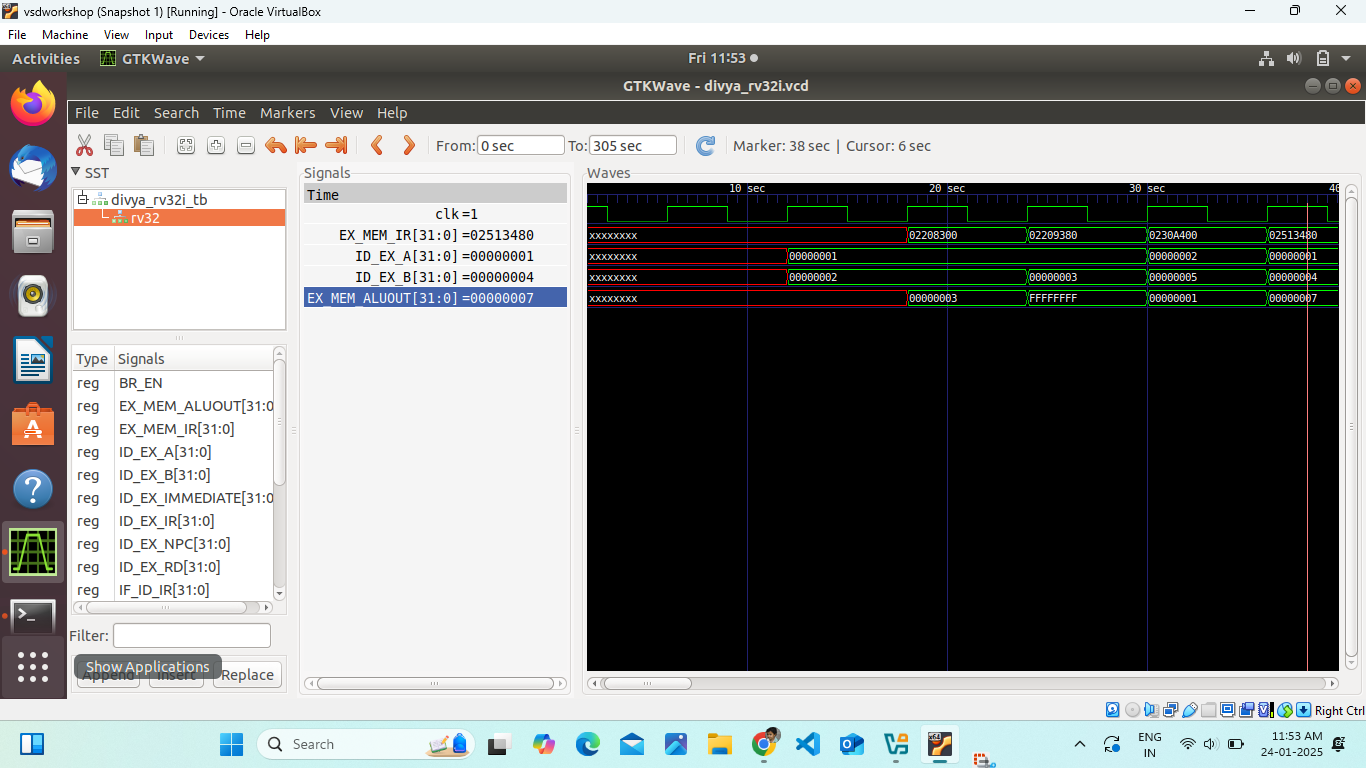 vsdworkshop (Snapshot 1) [Running] - Oracle VirtualBox
File Machine View Input Devices Help
Activities GTKWave Fri 11:53
GTKWave - divya_rv32i.vcd
File Edit Search Time Markers View Help
From: 0 sec To: 305 sec Marker: 38 sec | Cursor: 6 sec
SST
divya_rv32i_tb
rv32
Type Signals
reg BR_EN
reg EX_MEM_ALUOUT[31:0
reg EX_MEM_IR[31:0]
reg ID_EX_A[31:0]
reg ID_EX_B[31:0]
reg ID_EX_IMMEDIATE[31:0
reg ID_EX_IR[31:0]
reg ID_EX_NPC[31:0]
reg ID_EX_RD[31:0]
reg IF_ID_IR[31:0]
Filter:
Show Applications
Append Insert Replace
Signals
Time
clk =1
EX_MEM_IR[31:0] =02513480
ID_EX_A[31:0] =00000001
ID_EX_B[31:0] =00000004
EX_MEM_ALUOUT[31:0] =00000007
Waves
10 sec 20 sec 30 sec 40
xxxxxxxx 02208300 02209380 0230A400 02513480
xxxxxxxx 00000001 00000002 00000001
xxxxxxxx 00000002 00000003 00000005 00000004
xxxxxxxx 00000003 FFFFFFFF 00000001 00000007
Right Ctrl
Search
ENG
IN
11:53 AM
24-01-2025